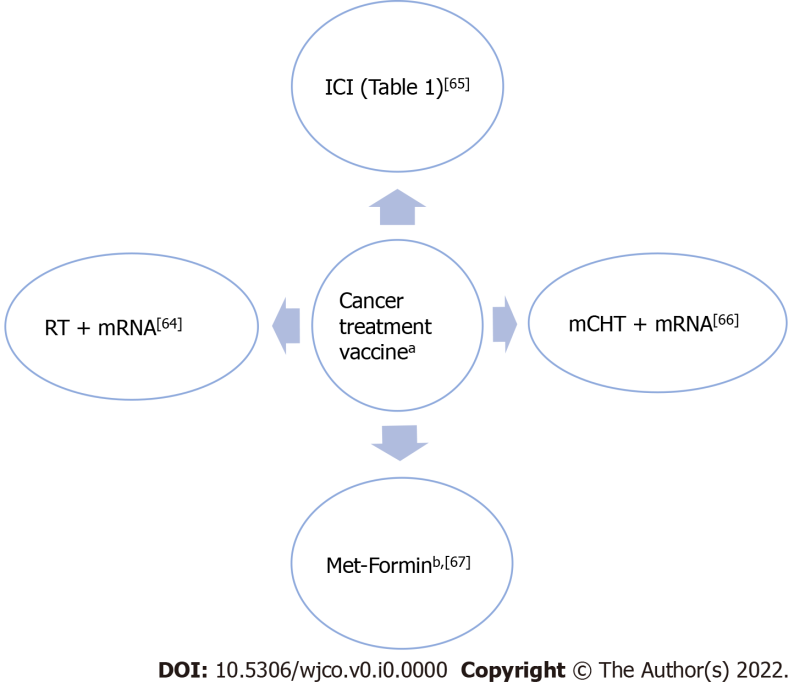 ICI (Table 1)[65]
RT + mRNA[64]
Cancer
treatment
vaccineᵃ
mCHT + mRNA[66]
Met-Forminᵇ,[67]
DOI: 10.5306/wjco.v0.i0.0000 Copyright © The Author(s) 2022.